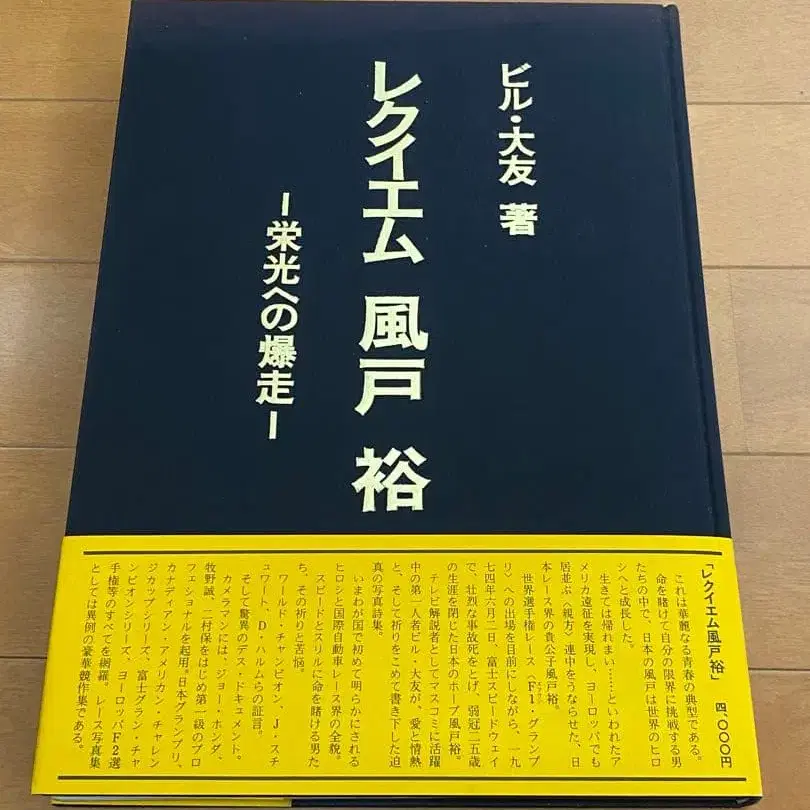 ビル・大友 著
レクイエム 風戸 裕
ー栄光への爆走ー
「レクイエム風戸裕」 四、〇〇〇円
これは華麗なる青春の典型である。
命を賭けて自分の限界に挑戦する男
たちの中で、日本の風戸は世界のヒロ
シへと成長した。
生きては帰れまい……といわれたア
メリカ遠征を実現し、ヨーロッパでも
居並ぶ〈親方〉連中をうならせた、日
本レース界の貴公子風戸裕。
世界選手権レース〈F1・グランプ
リ〉への出場を目前にしながら、一九
七四年六月二日、富士スピードウェイ
で、壮烈な事故死をとげ、弱冠二五歳
の生涯を閉じた日本のホープ風戸裕。
テレビ解説者としてマスコミに活躍
中の第一人者ビル・大友が、愛と情熱
と、そして祈りをこめて書き下した迫
真の写真詩集。
いまわが国で初めて明らかにされる
ヒロシと国際自動車レース界の全貌。
スピードとスリルに命を賭ける男た
ち、その祈りと苦悩。
ワールド・チャンピオン、J・スチ
ュワート、D・ハルムらの証言。
そして驚異のデス・ドキュメント。
カメラマンには、ジョー・ホンダ、
牧野誠、二村保をはじめ第一級のプロ
フェショナルを起用。日本グランプリ、
カナディアン・アメリカン・チャレン
ジカップシリーズ、富士グラン・チャ
ンピオンシリーズ、ヨーロッパF2選
手権等のすべてを網羅。レース写真集
としては異例の豪華競作集である。